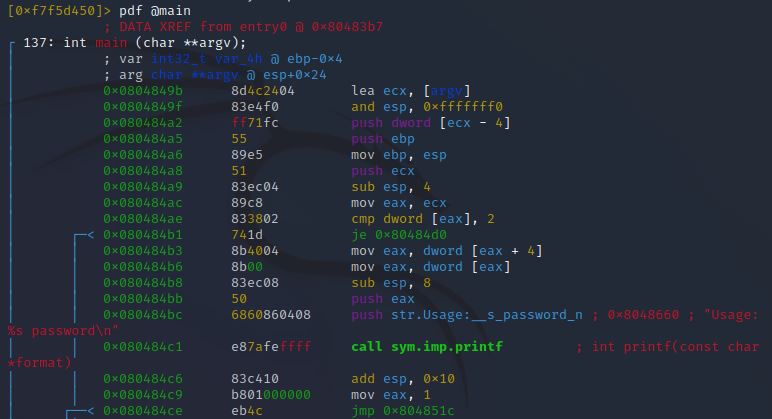 [0×f7f5d450]> pdf @main
; DATA XREF from entry0 @ 0×80483b7
┌ 137: int main (char **argv);
│ ; var int32_t var_4h @ ebp-0×4
│ ; arg char **argv @ esp+0×24
│ 0×0804849b 8d4c2404 lea ecx, [argv]
│ 0×0804849f 83e4f0 and esp, 0×fffffff0
│ 0×080484a2 ff71fc push dword [ecx - 4]
│ 0×080484a5 55 push ebp
│ 0×080484a6 89e5 mov ebp, esp
│ 0×080484a8 51 push ecx
│ 0×080484a9 83ec04 sub esp, 4
│ 0×080484ac 89c8 mov eax, ecx
│ 0×080484ae 833802 cmp dword [eax], 2
│ ┌─< 0×080484b1 741d je 0×80484d0
│ │ 0×080484b3 8b4004 mov eax, dword [eax + 4]
│ │ 0×080484b6 8b00 mov eax, dword [eax]
│ │ 0×080484b8 83ec08 sub esp, 8
│ │ 0×080484bb 50 push eax
│ │ 0×080484bc 6860860408 push str.Usage:__s_password_n ; 0×8048660 ; "Usage:
%s password\n"
│ │ 0×080484c1 e87afeffff call sym.imp.printf ; int printf(const char
*format)
│ │ 0×080484c6 83c410 add esp, 0×10
│ │ 0×080484c9 b801000000 mov eax, 1
│ ┌──< 0×080484ce eb4c jmp 0×804851c